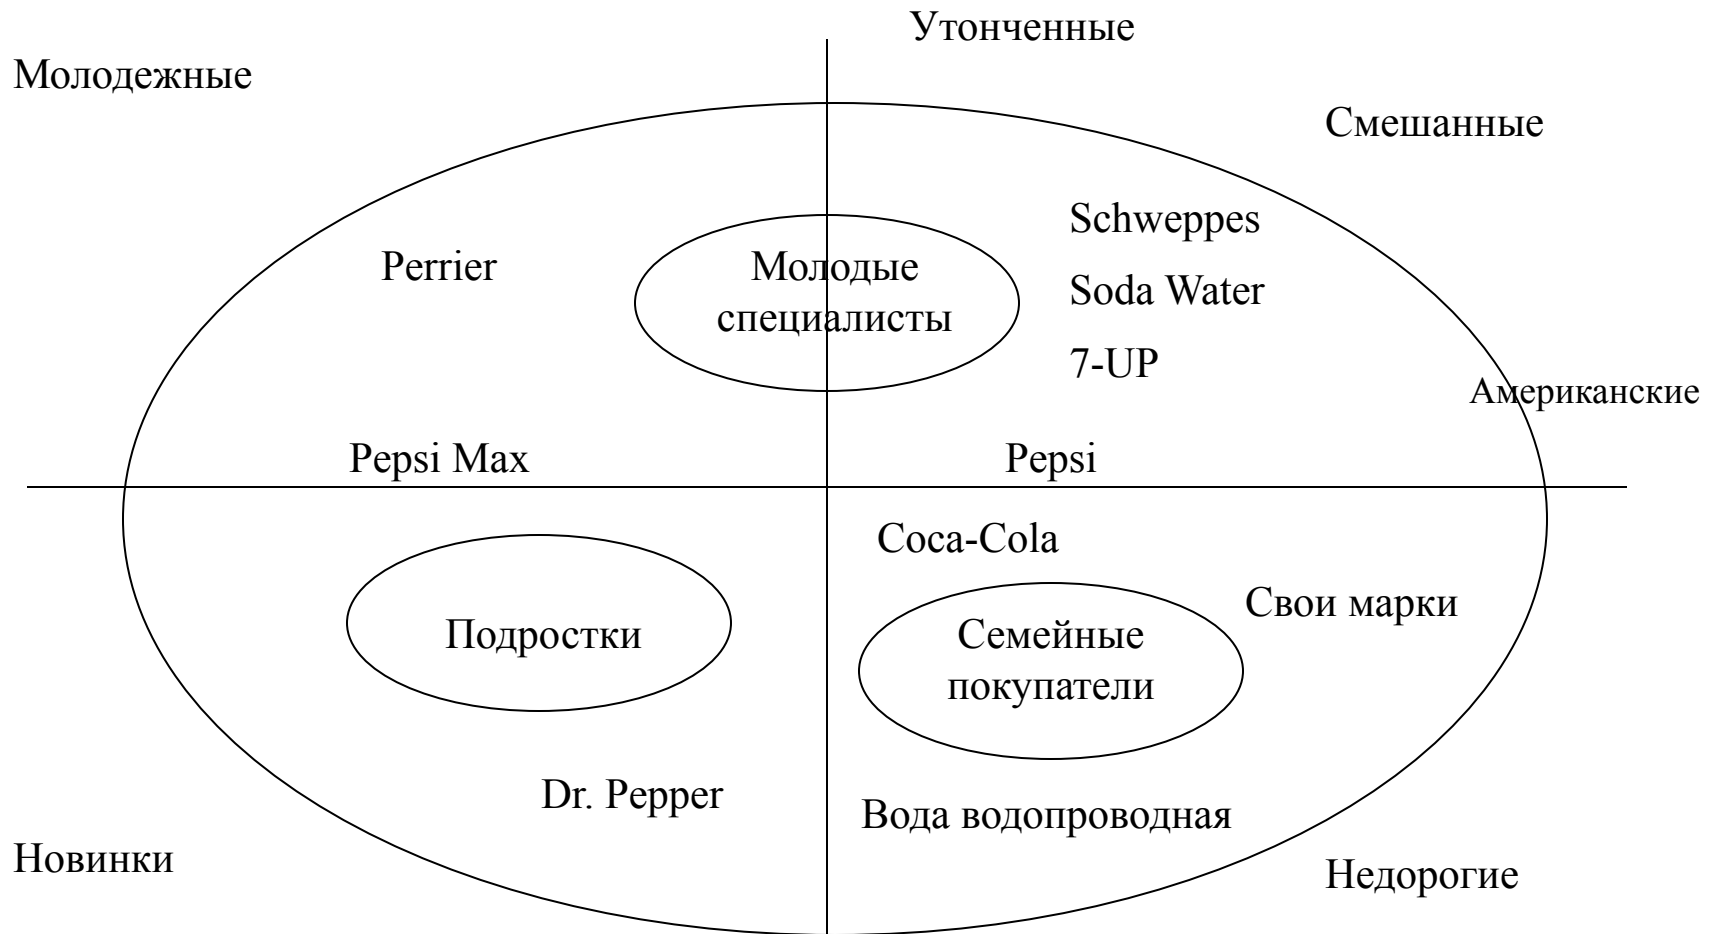 Утонченные
Молодежные
Смешанные
Schweppes
Perrier
Молодые
специалисты
Soda Water
7-UP
Американские
Pepsi Max
Pepsi
Coca-Cola
Свои марки
Подростки
Семейные
покупатели
Dr. Pepper
Вода водопроводная
Новинки
Недорогие